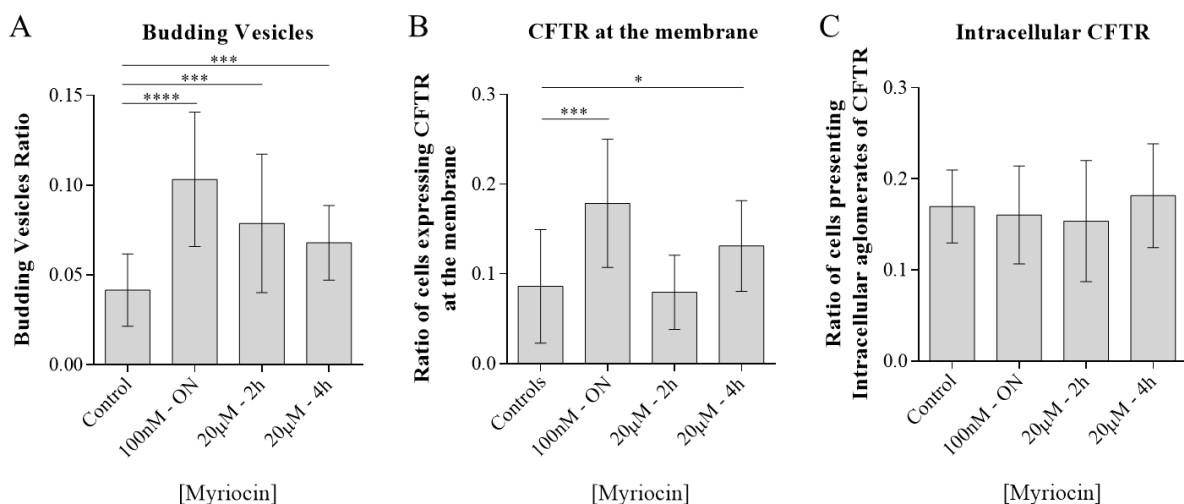 A
Budding Vesicles
***
***
****
Budding Vesicles Ratio
0.15
0.10
0.05
0.00
Control
100nM - ON
20µM - 2h
20µM - 4h
[Myriocin]
B
CFTR at the membrane
*
***
Ratio of cells expressing CFTR
at the membrane
0.3
0.2
0.1
0.0
Controls
100nM - ON
20µM - 2h
20µM - 4h
[Myriocin]
C
Intracellular CFTR
Ratio of cells presenting
Intracellular aglomerates of CFTR
0.3
0.2
0.1
0.0
Control
100nM - ON
20µM - 2h
20µM - 4h
[Myriocin]